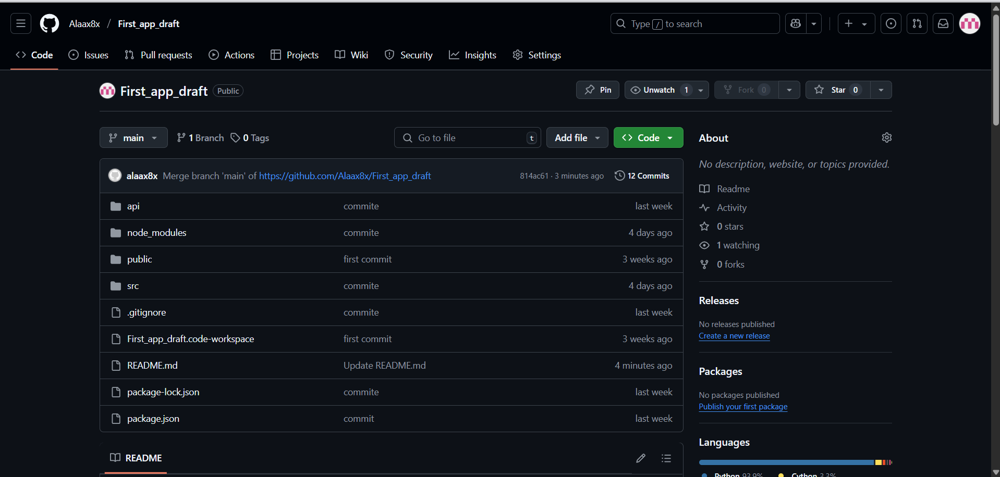 Alaax8x / First_app_draft
Type / to search
Code Issues Pull requests Actions Projects Wiki Security Insights Settings
First_app_draft Public
Pin Unwatch 1 Fork 0 Star 0
main 1 Branch 0 Tags Go to file t Add file Code
alaax8x Merge branch 'main' of https://github.com/Alaax8x/First_app_draft 814ac61 · 3 minutes ago 12 Commits
api commite last week
node_modules commite 4 days ago
public first commit 3 weeks ago
src commite 4 days ago
.gitignore commite last week
First_app_draft.code-workspace first commit 3 weeks ago
README.md Update README.md 4 minutes ago
package-lock.json commite last week
package.json commit last week
README
About
No description, website, or topics provided.
Readme
Activity
0 stars
1 watching
0 forks
Releases
No releases published
Create a new release
Packages
No packages published
Publish your first package
Languages
Python 93.9% Cython 3.3%